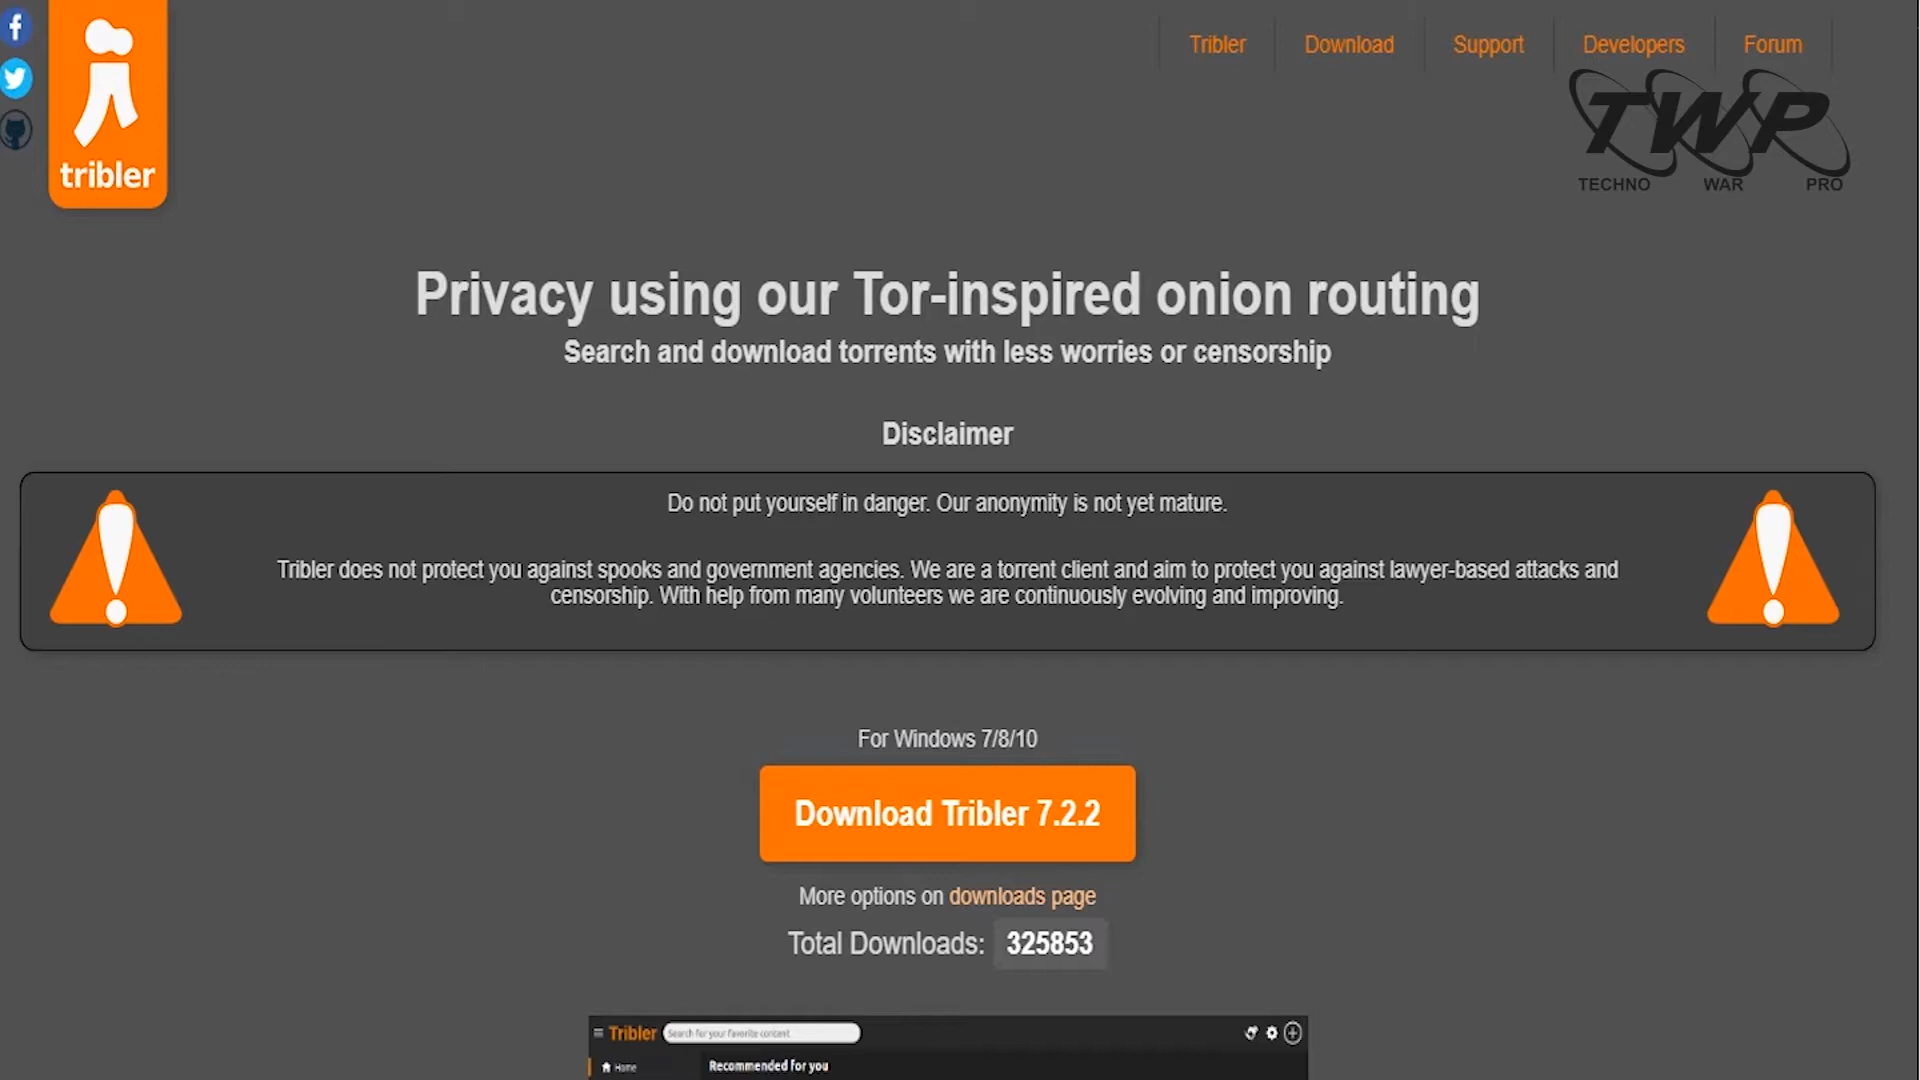 Tribler
Download
Support
Developers
Forum
tribler
TWP
TECHNO WAR PRO
Privacy using our Tor-inspired onion routing
Search and download torrents with less worries or censorship
Disclaimer
Do not put yourself in danger. Our anonymity is not yet mature.
Tribler does not protect you against spooks and government agencies. We are a torrent client and aim to protect you against lawyer-based attacks and
censorship. With help from many volunteers we are continuously evolving and improving.
For Windows 7/8/10
Download Tribler 7.2.2
More options on downloads page
Total Downloads: 325853
Tribler
Search for your favorite content
Home
Recommended for you